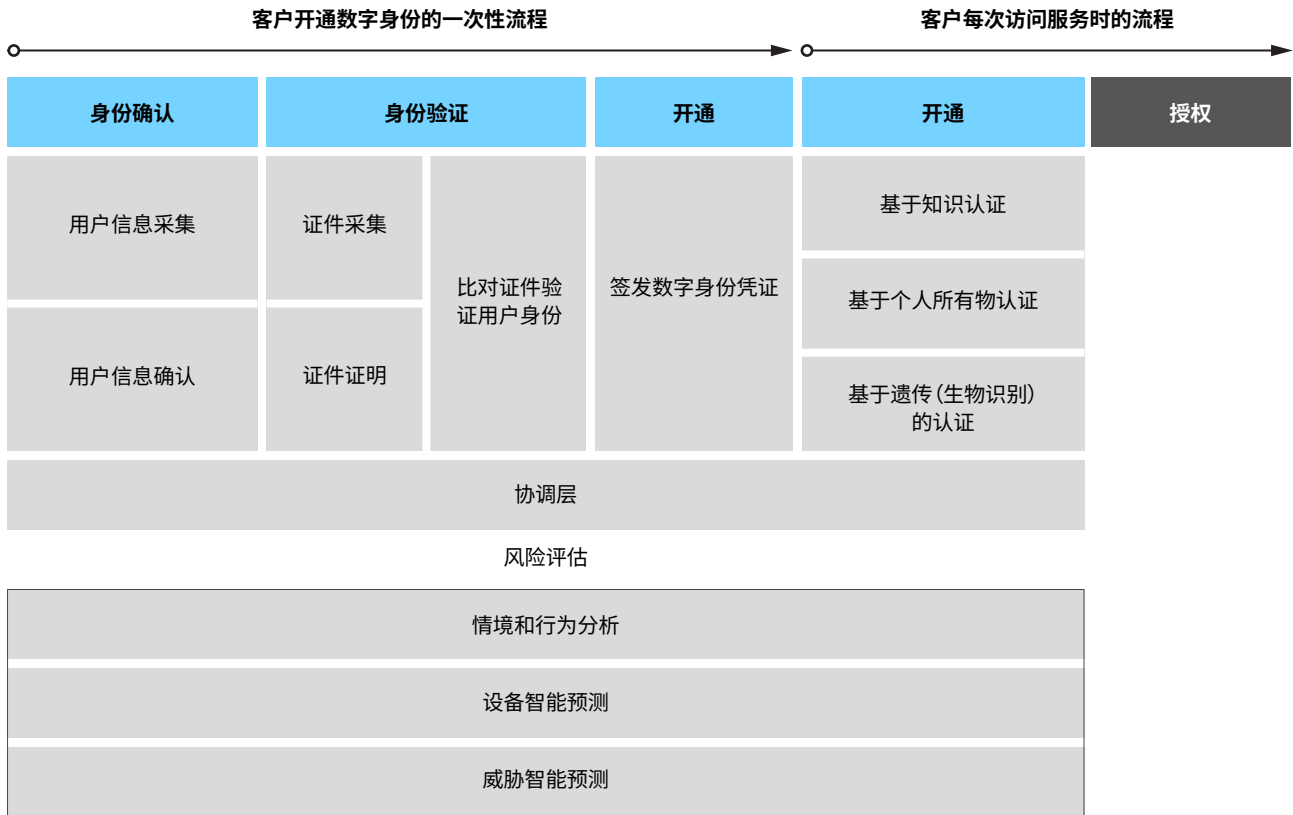 客户开通数字身份的一次性流程
客户每次访问服务时的流程
身份确认
身份验证
开通
开通
授权
用户信息采集
用户信息确认
证件采集
证件证明
比对证件验
证用户身份
签发数字身份凭证
基于知识认证
基于个人所有物认证
基于遗传(生物识别)
的认证
协调层
风险评估
情境和行为分析
设备智能预测
威胁智能预测